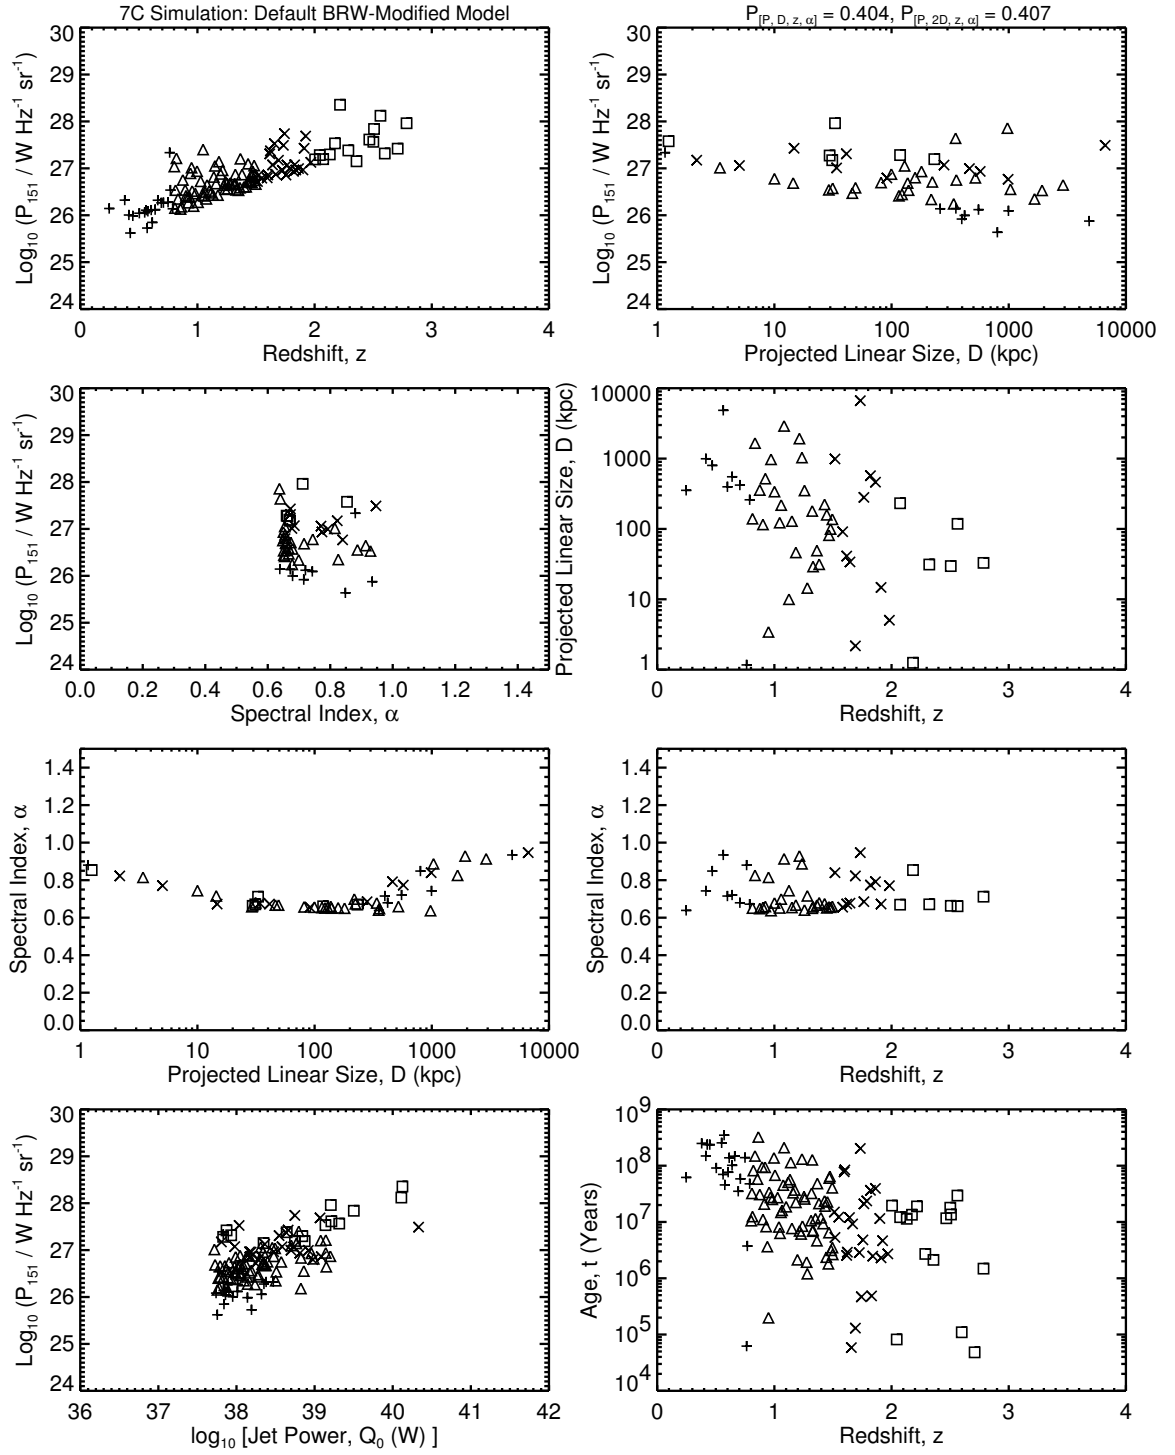 7C Simulation: Default BRW-Modified Model
P[P, D, z, α] = 0.404, P[P, 2D, z, α] = 0.407
30
29
28
27
26
25
24
Log10 (P151 / W Hz-1 sr-1)
0 1 2 3 4
Redshift, z
30
29
28
27
26
25
24
Log10 (P151 / W Hz-1 sr-1)
1 10 100 1000 10000
Projected Linear Size, D (kpc)
30
29
28
27
26
25
24
Log10 (P151 / W Hz-1 sr-1)
0.0 0.2 0.4 0.6 0.8 1.0 1.2 1.4
Spectral Index, α
10000
1000
100
10
1
Projected Linear Size, D (kpc)
0 1 2 3 4
Redshift, z
1.4
1.2
1.0
0.8
0.6
0.4
0.2
0.0
Spectral Index, α
1 10 100 1000 10000
Projected Linear Size, D (kpc)
1.4
1.2
1.0
0.8
0.6
0.4
0.2
0.0
Spectral Index, α
0 1 2 3 4
Redshift, z
30
29
28
27
26
25
24
Log10 (P151 / W Hz-1 sr-1)
36 37 38 39 40 41 42
log10 [Jet Power, Q0 (W) ]
10^9
10^8
10^7
10^6
10^5
10^4
Age, t (Years)
0 1 2 3 4
Redshift, z